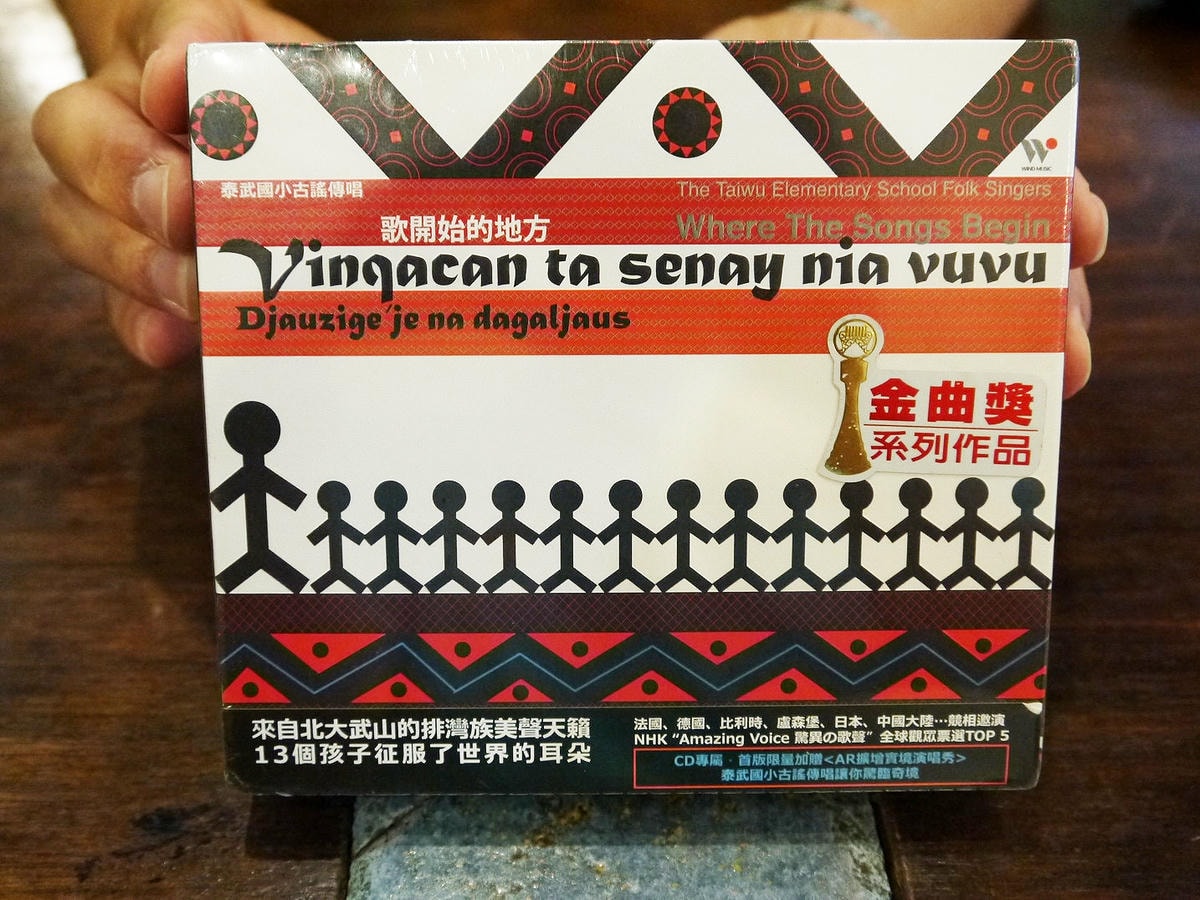 WIND MUSIC
泰武國小古謠傳唱
The Taiwu Elementary School Folk Singers
歌開始的地方
Where The Songs Begin
Vinqacan ta senay nia vuvu
Djauzige'je na dagaljaus
金曲獎
系列作品
來自北大武山的排灣族美聲天籟
13個孩子征服了世界的耳朵
法國、德國、比利時、盧森堡、日本、中國大陸…競相邀演
NHK “Amazing Voice 驚異の歌聲” 全球觀眾票選TOP 5
CD專屬‧首版限量加贈<AR擴增實境演唱秀>
泰武國小古謠傳唱讓你驚臨奇境